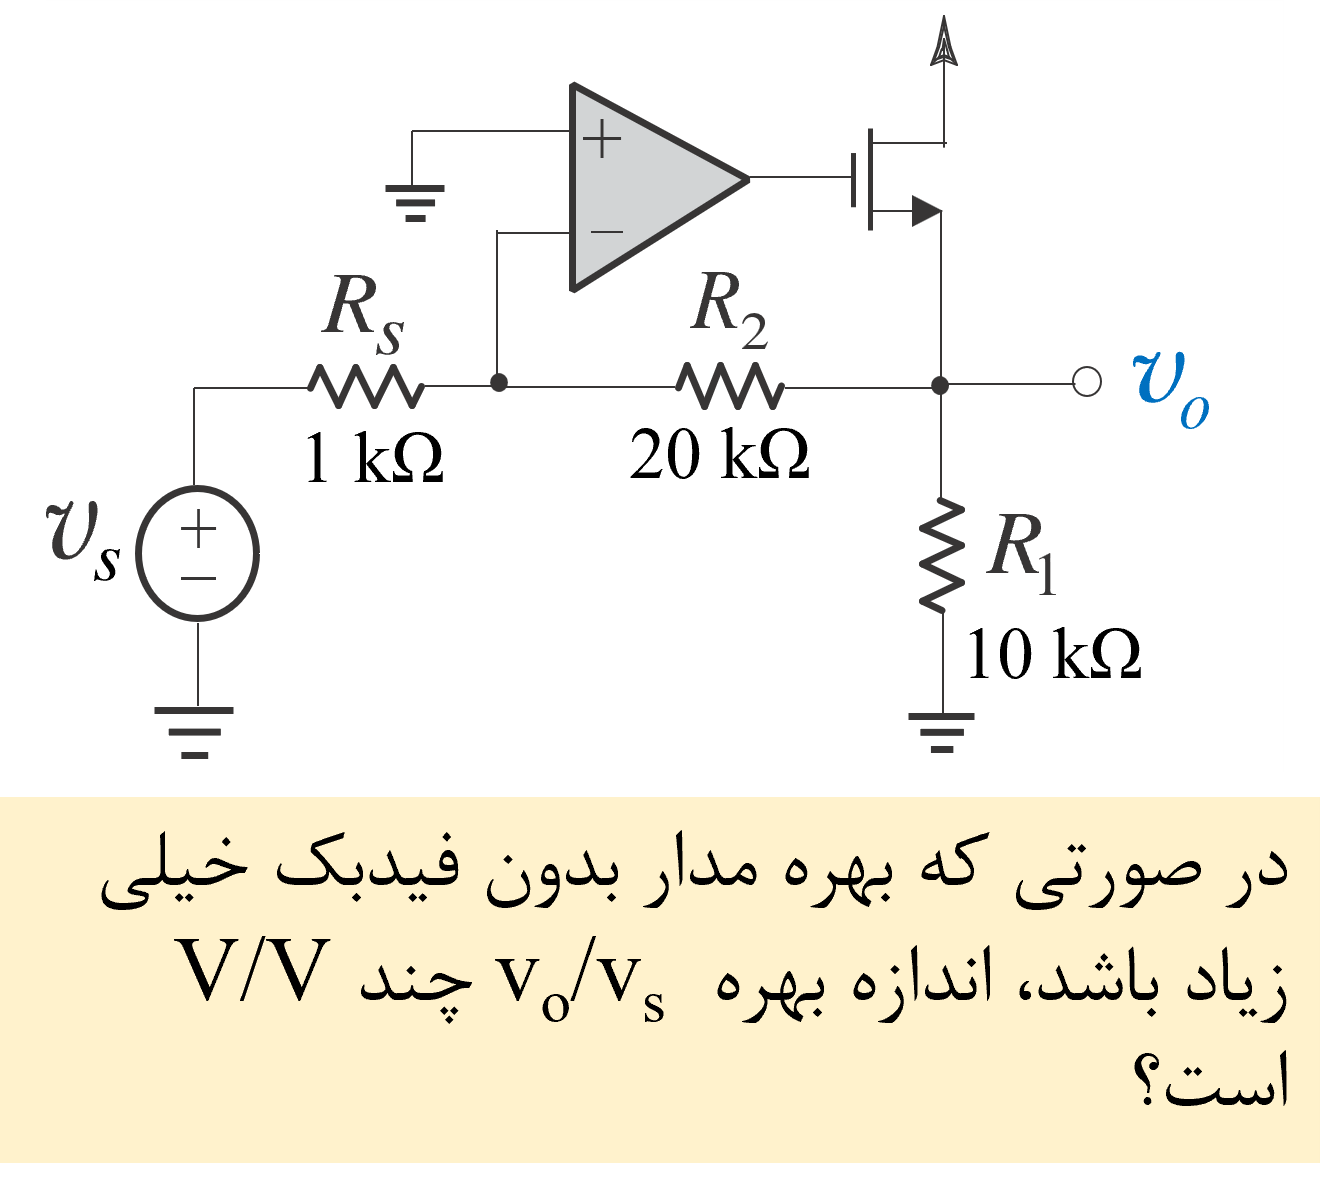 +
−
R_s
1 kΩ
R_2
20 kΩ
v_o
v_s
+
−
R_1
10 kΩ
در صورتی که بهره مدار بدون فیدبک خیلی
زیاد باشد، اندازه بهره v_o/v_s چند V/V
است؟